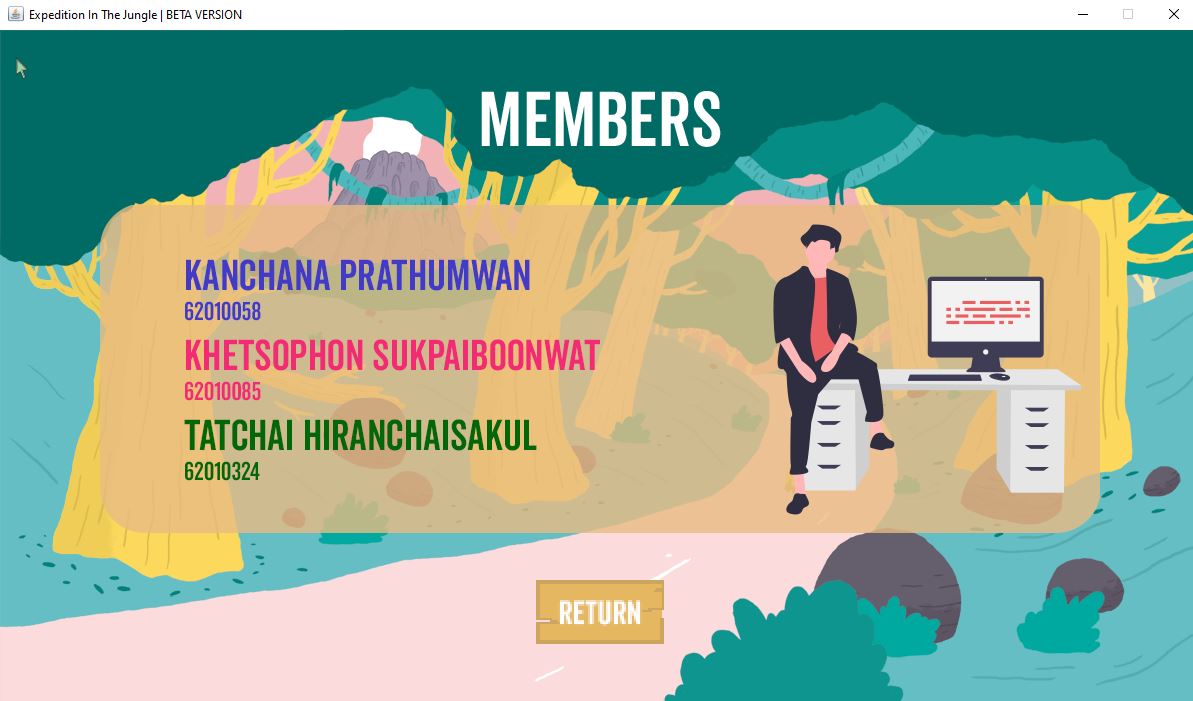 Expedition In The Jungle | BETA VERSION
MEMBERS
KANCHANA PRATHUMWAN
62010058
KHETSOPHON SUKPAIBOONWAT
62010085
TATCHAI HIRANCHAISAKUL
62010324
RETURN